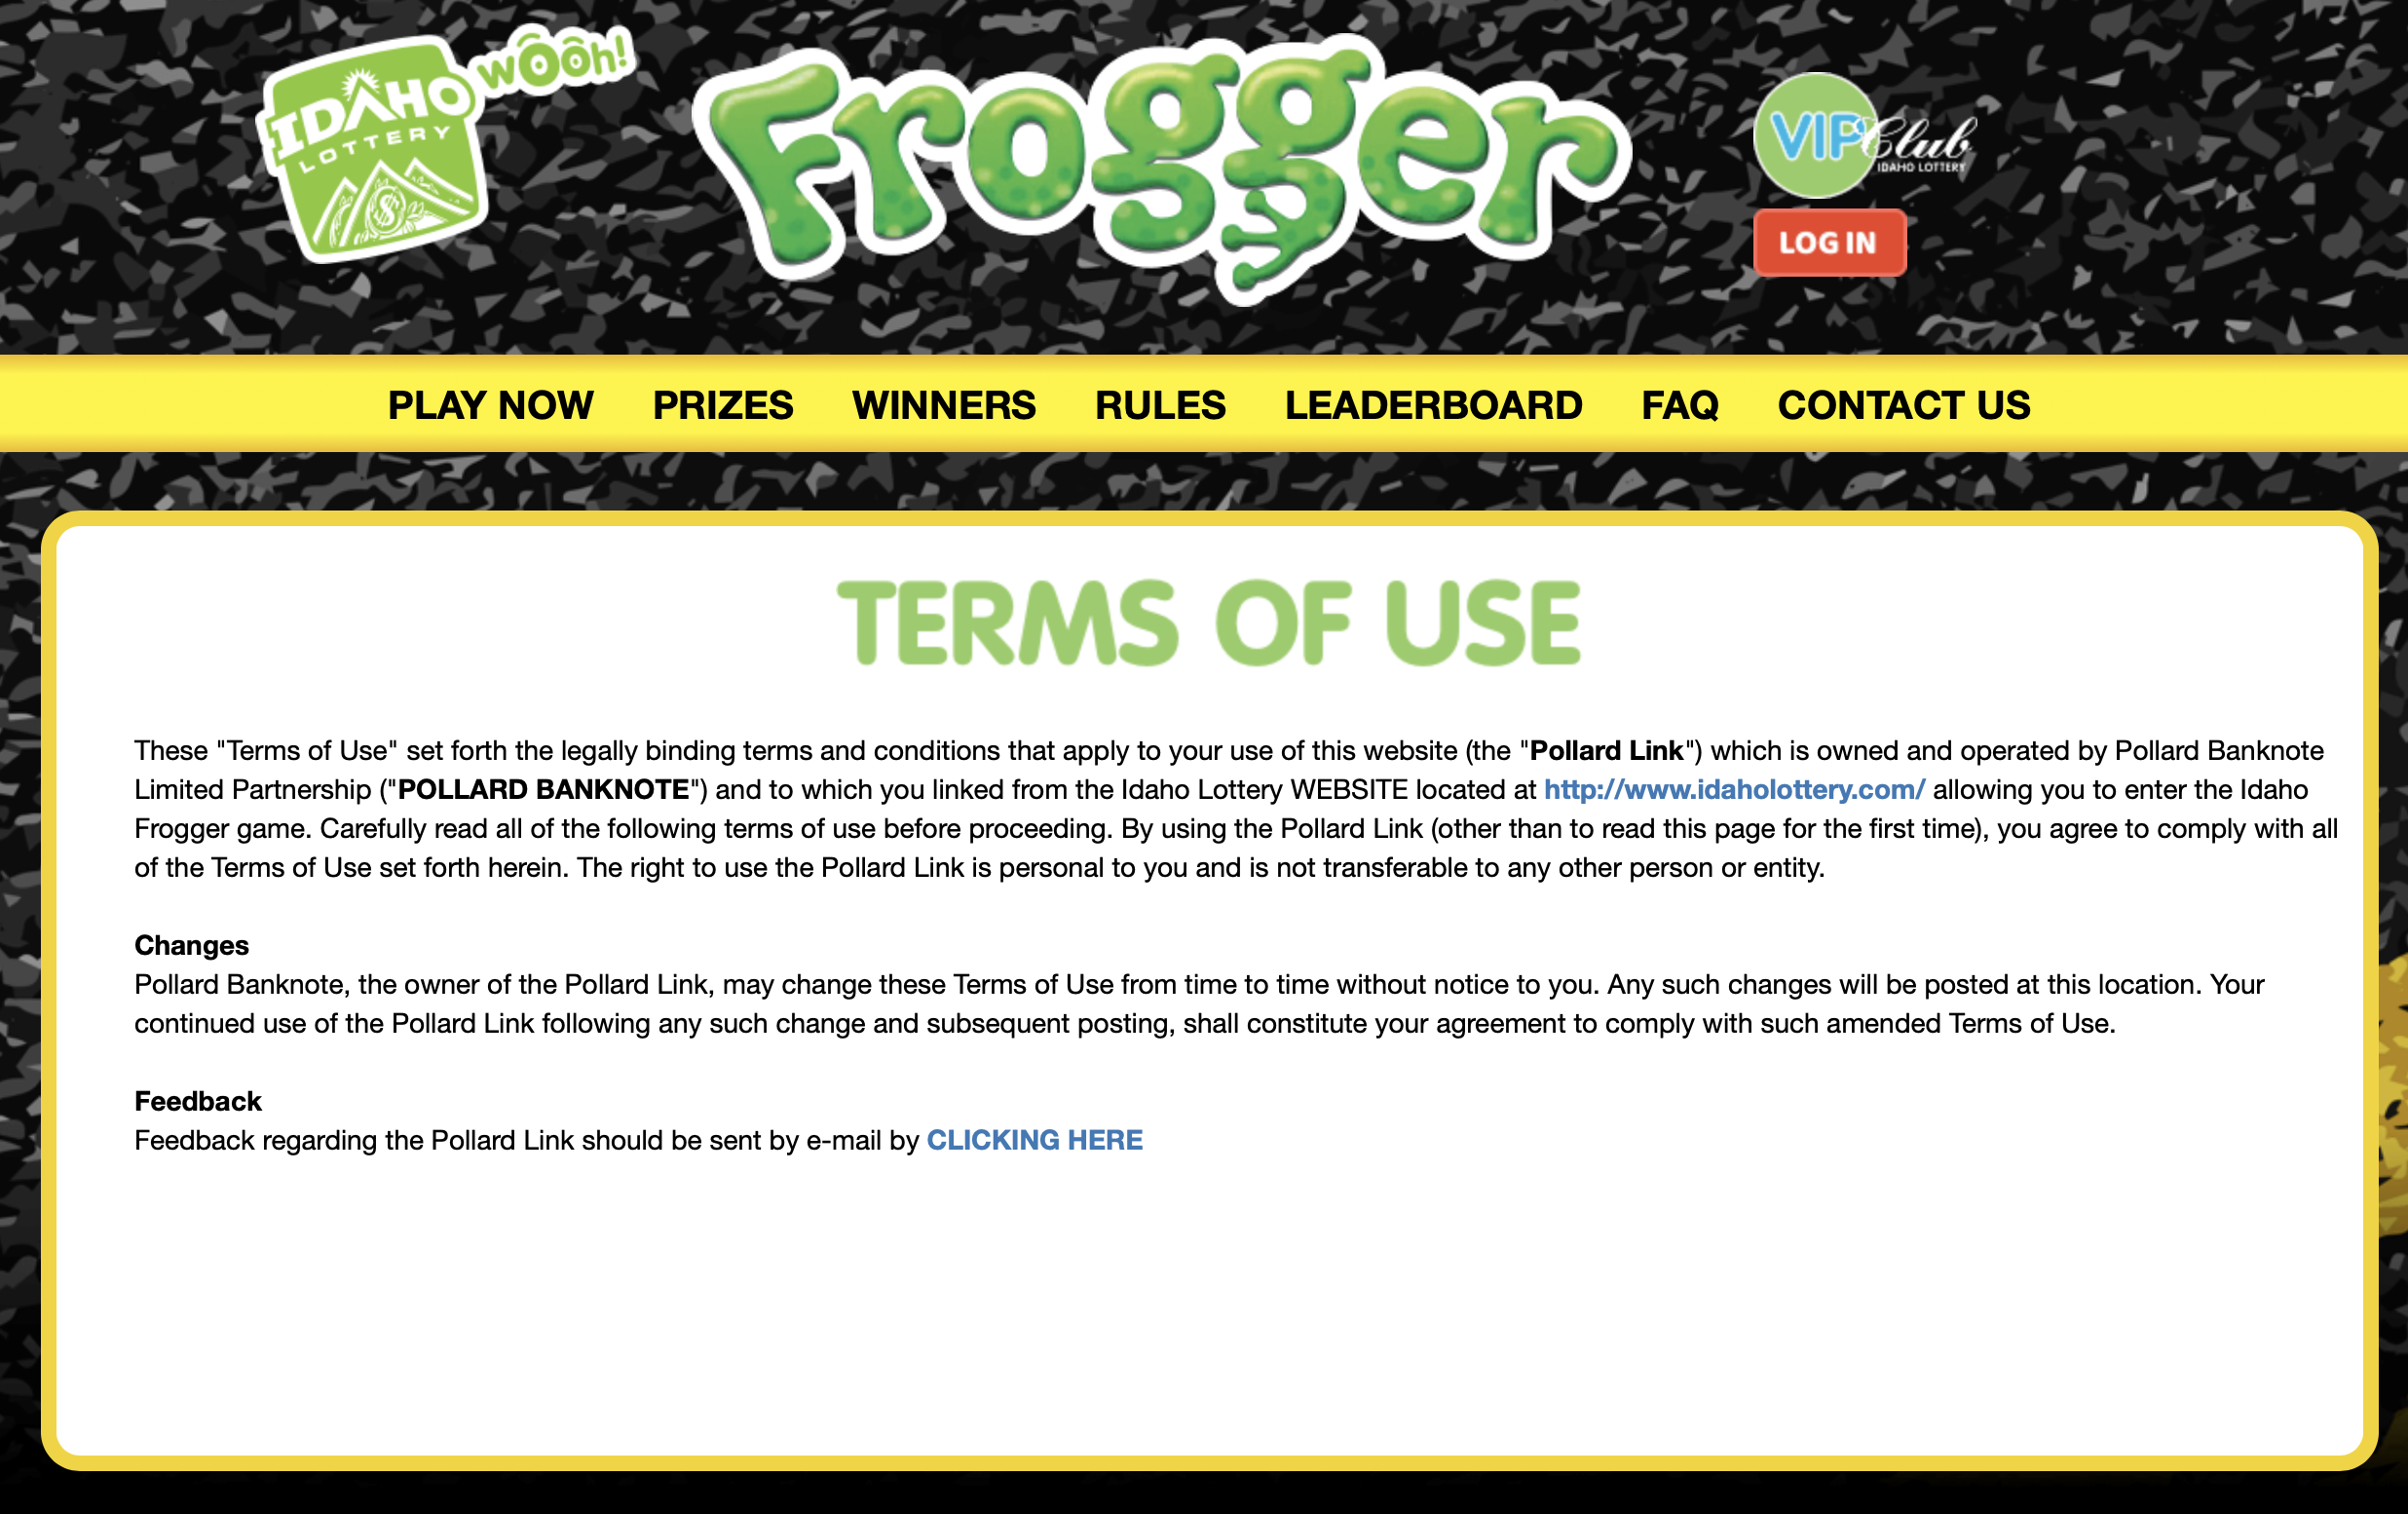 IDAHO
LOTTERY
wôôh!
Frogger
VIP Club
IDAHO LOTTERY
LOG IN
PLAY NOW PRIZES WINNERS RULES LEADERBOARD FAQ CONTACT US
TERMS OF USE
These "Terms of Use" set forth the legally binding terms and conditions that apply to your use of this website (the "Pollard Link") which is owned and operated by Pollard Banknote
Limited Partnership ("POLLARD BANKNOTE") and to which you linked from the Idaho Lottery WEBSITE located at http://www.idaholottery.com/ allowing you to enter the Idaho
Frogger game. Carefully read all of the following terms of use before proceeding. By using the Pollard Link (other than to read this page for the first time), you agree to comply with all
of the Terms of Use set forth herein. The right to use the Pollard Link is personal to you and is not transferable to any other person or entity.
Changes
Pollard Banknote, the owner of the Pollard Link, may change these Terms of Use from time to time without notice to you. Any such changes will be posted at this location. Your
continued use of the Pollard Link following any such change and subsequent posting, shall constitute your agreement to comply with such amended Terms of Use.
Feedback
Feedback regarding the Pollard Link should be sent by e-mail by CLICKING HERE